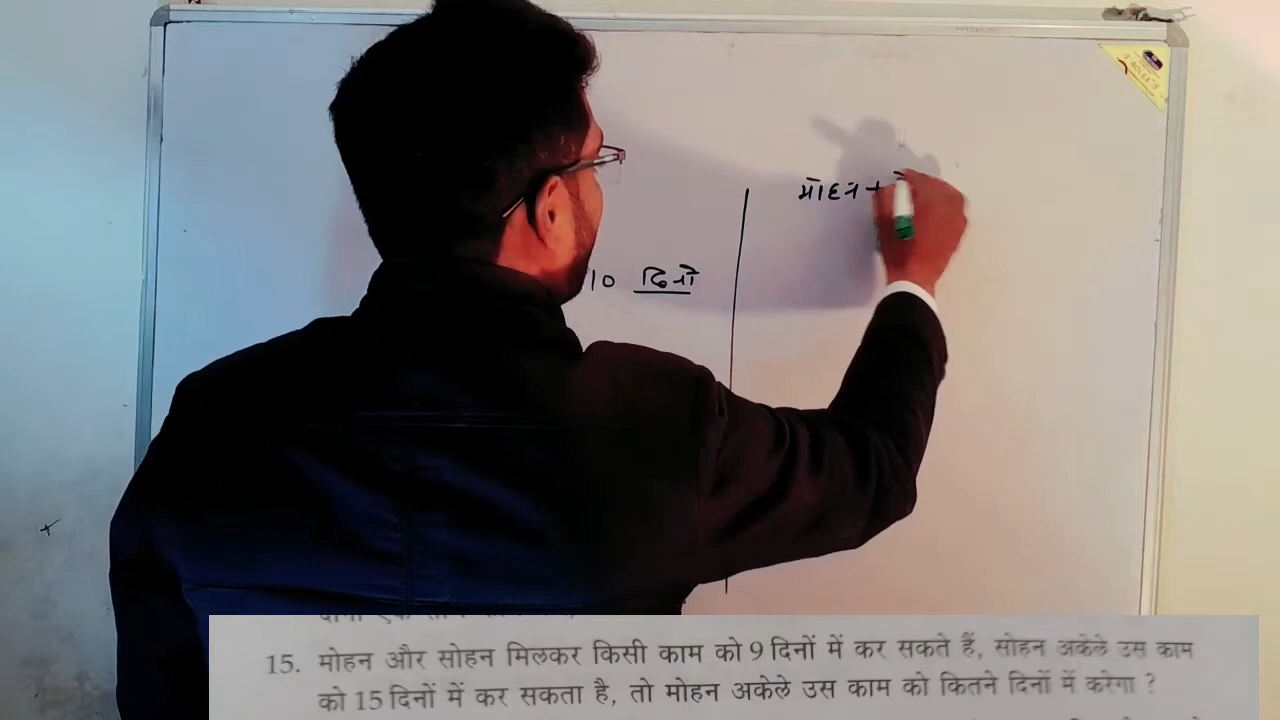 मोहन +
10 दिनों
15. मोहन और सोहन मिलकर किसी काम को 9 दिनों में कर सकते हैं, सोहन अकेले उस काम
को 15 दिनों में कर सकता है, तो मोहन अकेले उस काम को कितने दिनों में करेगा ?